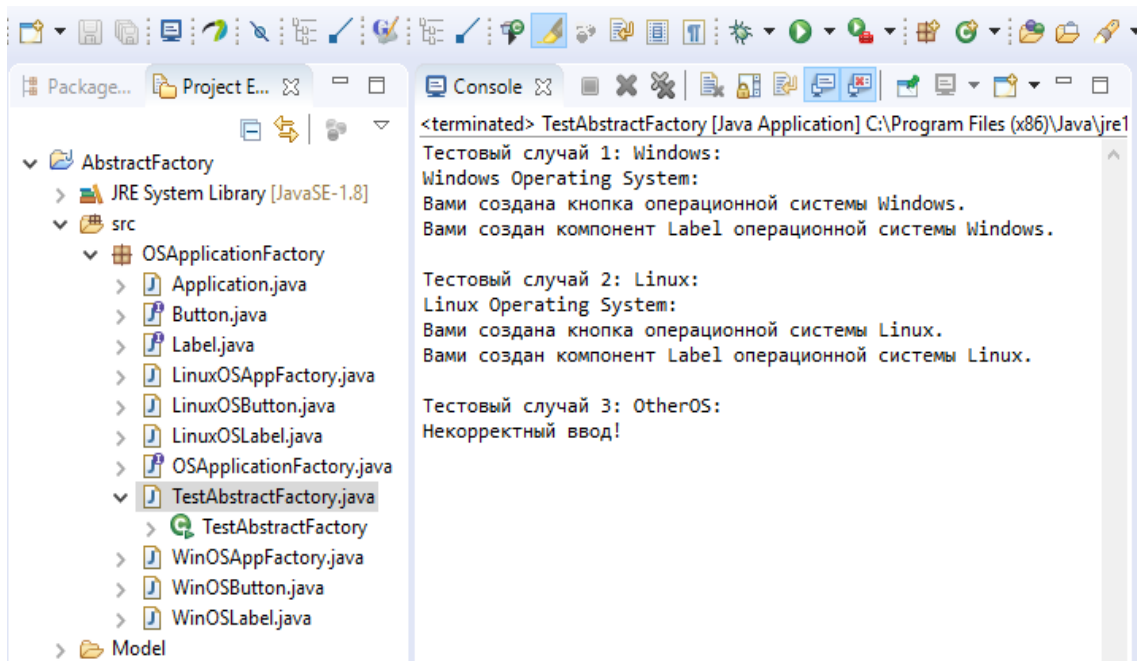 Package...
Project E...
AbstractFactory
JRE System Library [JavaSE-1.8]
src
OSApplicationFactory
Application.java
Button.java
Label.java
LinuxOSAppFactory.java
LinuxOSButton.java
LinuxOSLabel.java
OSApplicationFactory.java
TestAbstractFactory.java
TestAbstractFactory
WinOSAppFactory.java
WinOSButton.java
WinOSLabel.java
Model
Console
<terminated> TestAbstractFactory [Java Application] C:\Program Files (x86)\Java\jre1
Тестовый случай 1: Windows:
Windows Operating System:
Вами создана кнопка операционной системы Windows.
Вами создан компонент Label операционной системы Windows.
Тестовый случай 2: Linux:
Linux Operating System:
Вами создана кнопка операционной системы Linux.
Вами создан компонент Label операционной системы Linux.
Тестовый случай 3: OtherOS:
Некорректный ввод!